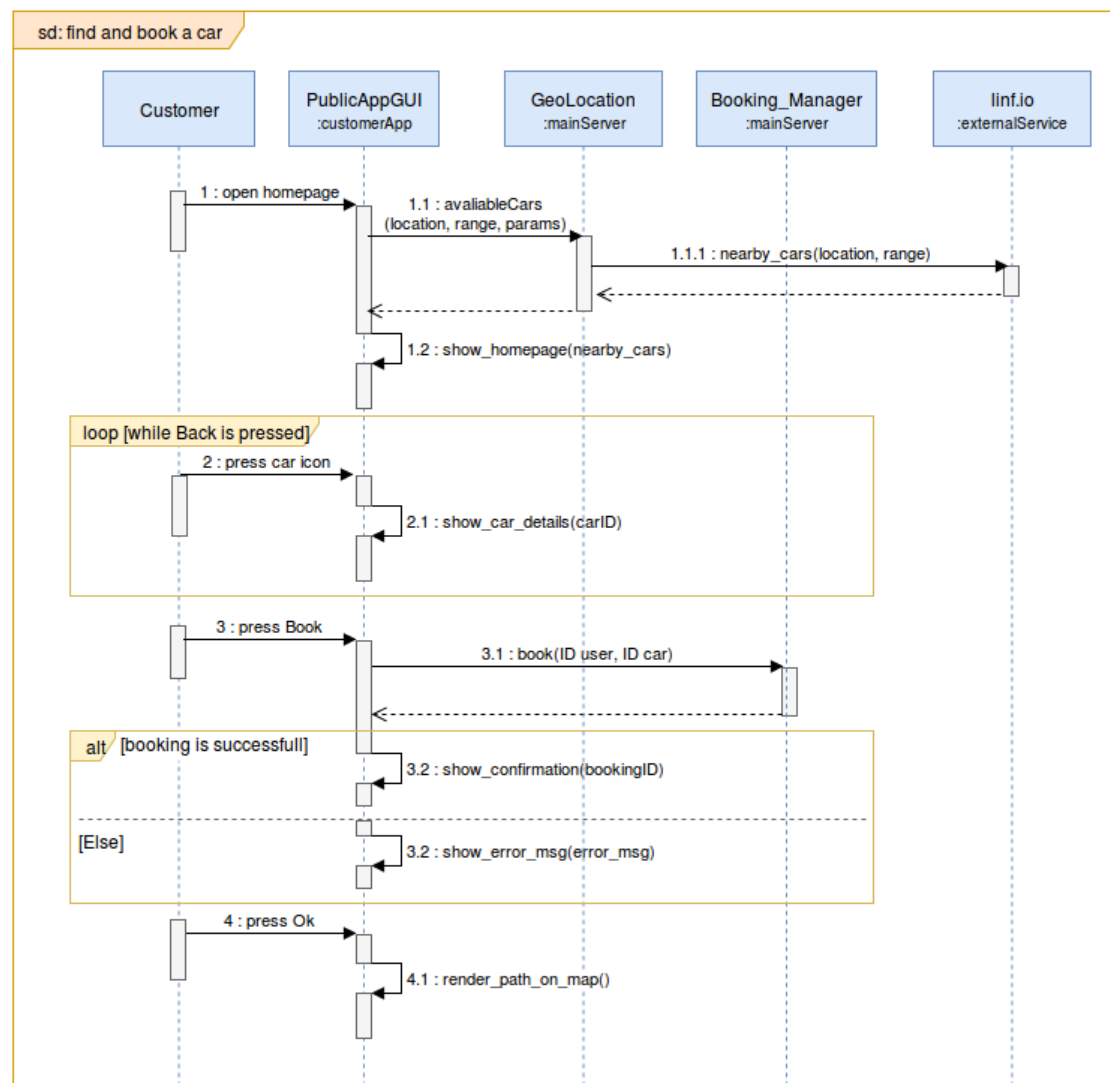 sd: find and book a car
Customer
PublicAppGUI
:customerApp
GeoLocation
:mainServer
Booking_Manager
:mainServer
linf.io
:externalService
1 : open homepage
1.1 : avaliableCars
(location, range, params)
1.1.1 : nearby_cars(location, range)
1.2 : show_homepage(nearby_cars)
loop [while Back is pressed]
2 : press car icon
2.1 : show_car_details(carID)
3 : press Book
3.1 : book(ID user, ID car)
alt
[booking is successfull]
3.2 : show_confirmation(bookingID)
[Else]
3.2 : show_error_msg(error_msg)
4 : press Ok
4.1 : render_path_on_map()